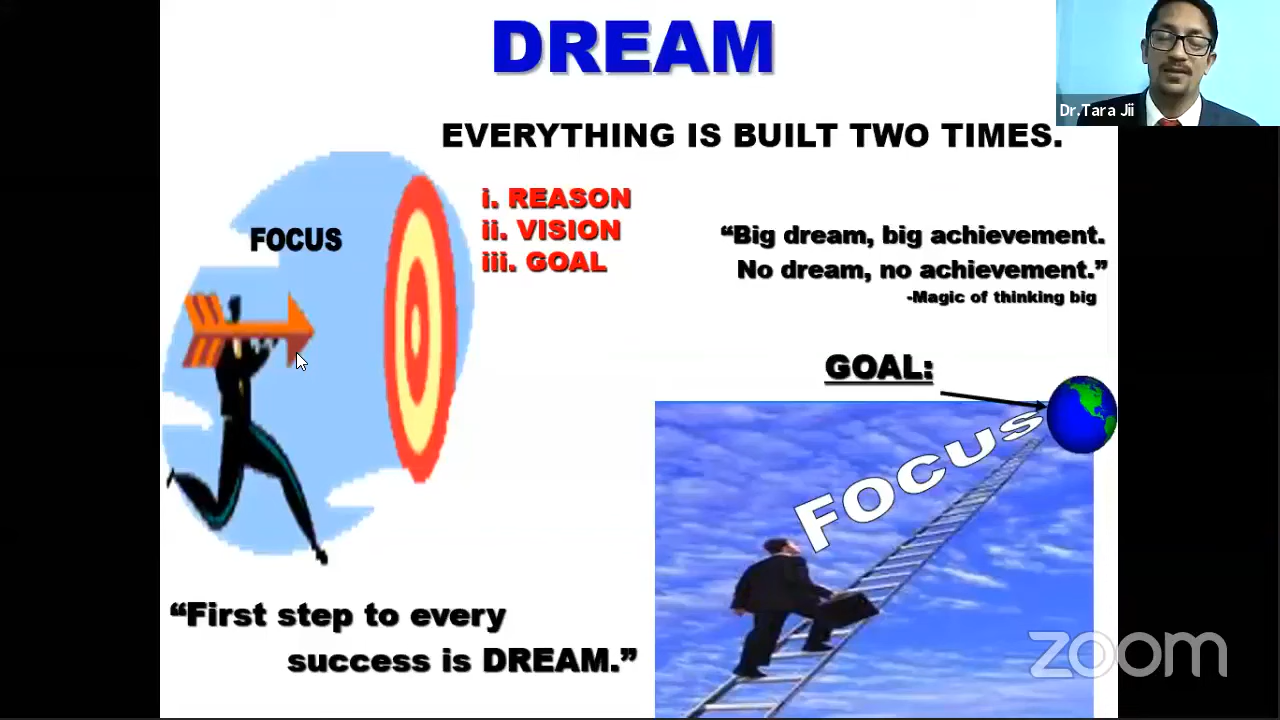 DREAM
Dr.Tara Jii
EVERYTHING IS BUILT TWO TIMES.
i. REASON
ii. VISION
iii. GOAL
FOCUS
“Big dream, big achievement.
No dream, no achievement.”
-Magic of thinking big
GOAL:
FOCUS
“First step to every
success is DREAM.”
zoom